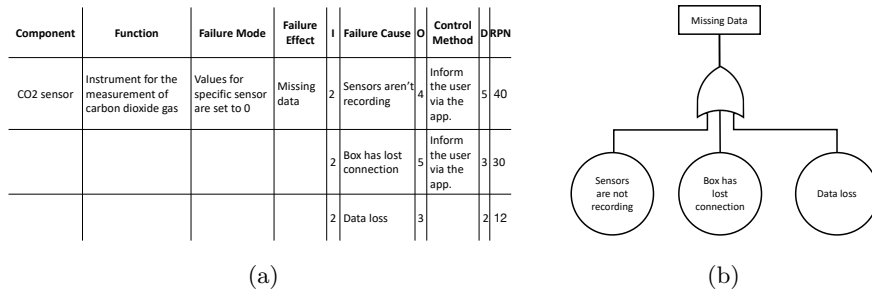 Component Function Failure Mode Failure Effect I Failure Cause O Control Method D RPN
CO2 sensor Instrument for the measurement of carbon dioxide gas Values for specific sensor are set to 0 Missing data 2 Sensors aren't recording 4 Inform the user via the app. 5 40
2 Box has lost connection 5 Inform the user via the app. 3 30
2 Data loss 3 2 12
(a)
Missing Data
Sensors
are not
recording
Box has
lost
connection
Data loss
(b)